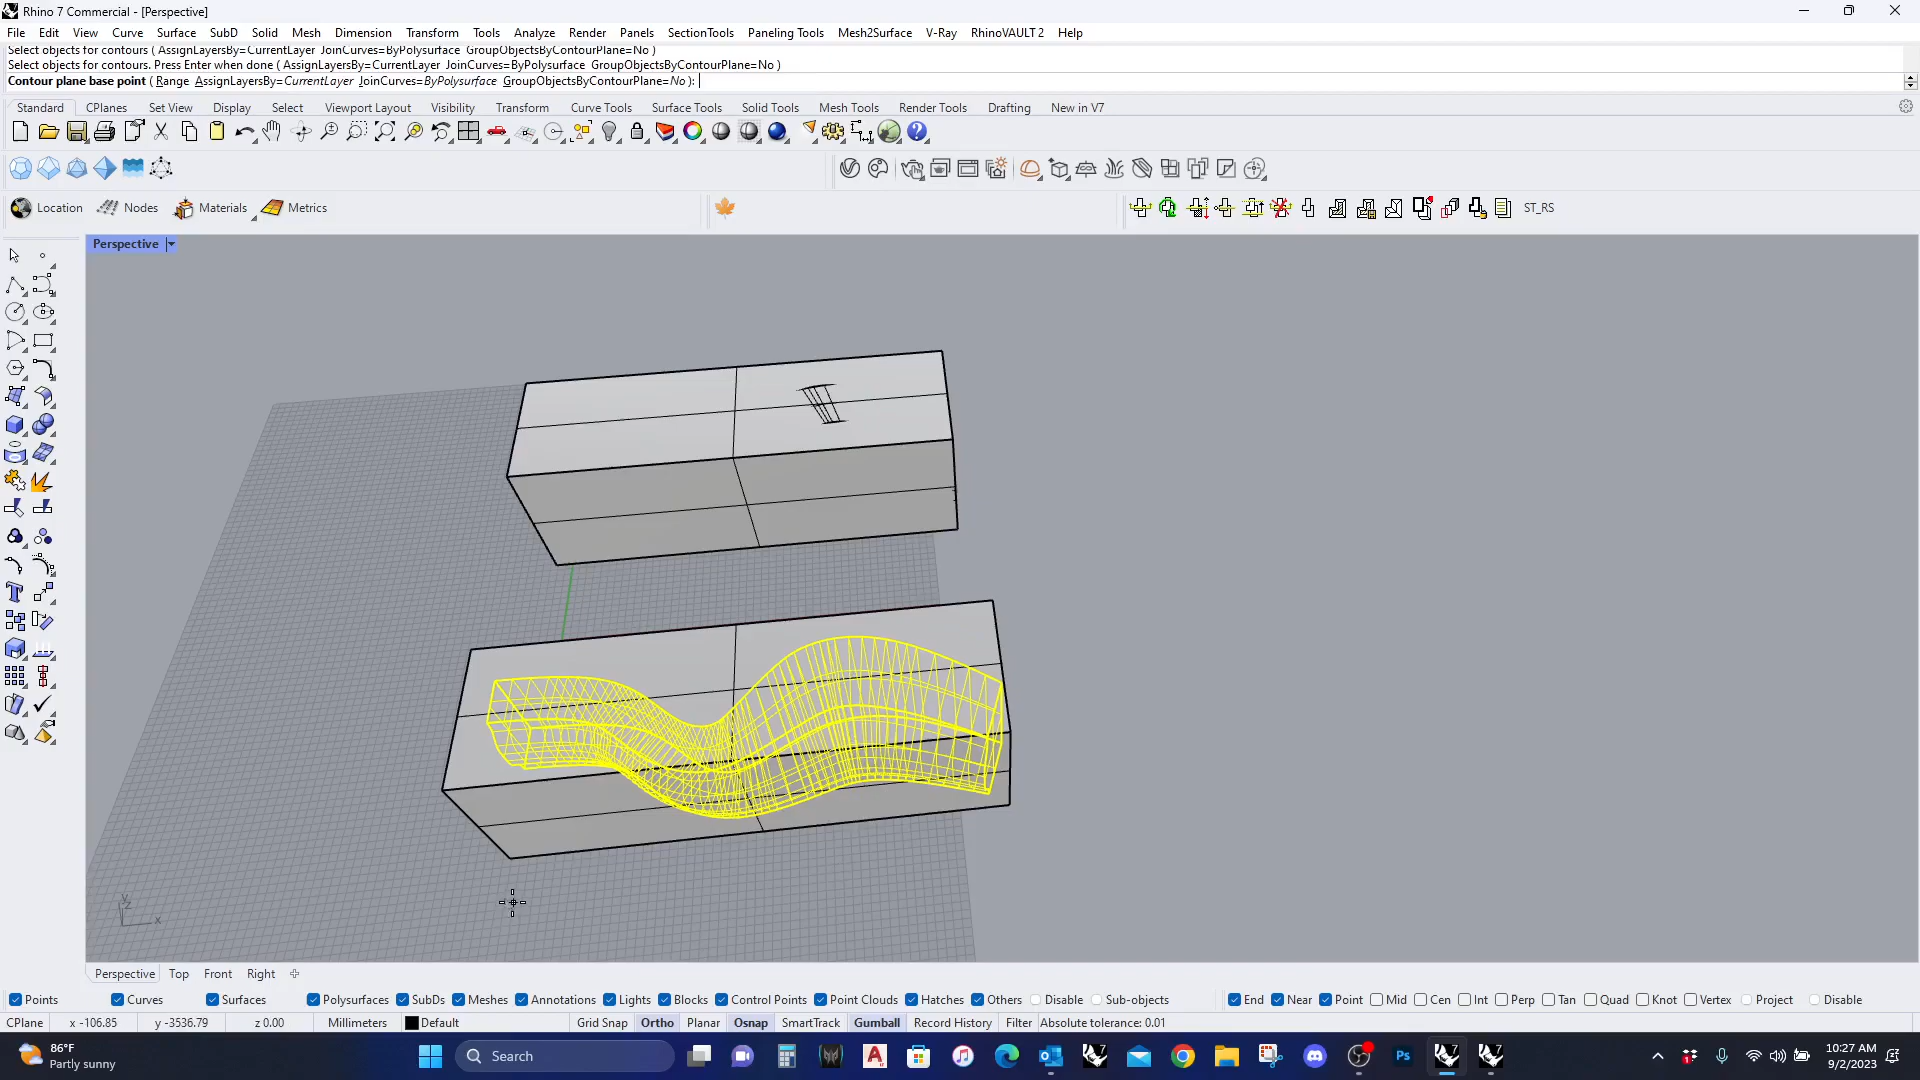 Rhino 7 Commercial - [Perspective]
File Edit View Curve Surface SubD Solid Mesh Dimension Transform Tools Analyze Render Panels SectionTools Paneling Tools Mesh2Surface V-Ray RhinoVAULT 2 Help
Select objects for contours ( AssignLayersBy=CurrentLayer JoinCurves=ByPolysurface GroupObjectsByContourPlane=No )
Select objects for contours. Press Enter when done ( AssignLayersBy=CurrentLayer JoinCurves=ByPolysurface GroupObjectsByContourPlane=No )
Contour plane base point ( Range AssignLayersBy=CurrentLayer JoinCurves=ByPolysurface GroupObjectsByContourPlane=No ):
Standard CPlanes Set View Display Select Viewport Layout Visibility Transform Curve Tools Surface Tools Solid Tools Mesh Tools Render Tools Drafting New in V7
Location Nodes Materials Metrics ST_RS
Perspective
y z x
Perspective Top Front Right
Points Curves Surfaces Polysurfaces SubDs Meshes Annotations Lights Blocks Control Points Point Clouds Hatches Others Disable Sub-objects End Near Point Mid Cen Int Perp Tan Quad Knot Vertex Project Disable
CPlane x -106.85 y -3536.79 z 0.00 Millimeters Default Grid Snap Ortho Planar Osnap SmartTrack Gumball Record History Filter Absolute tolerance: 0.01
86°F
Partly sunny
Search
10:27 AM
9/2/2023